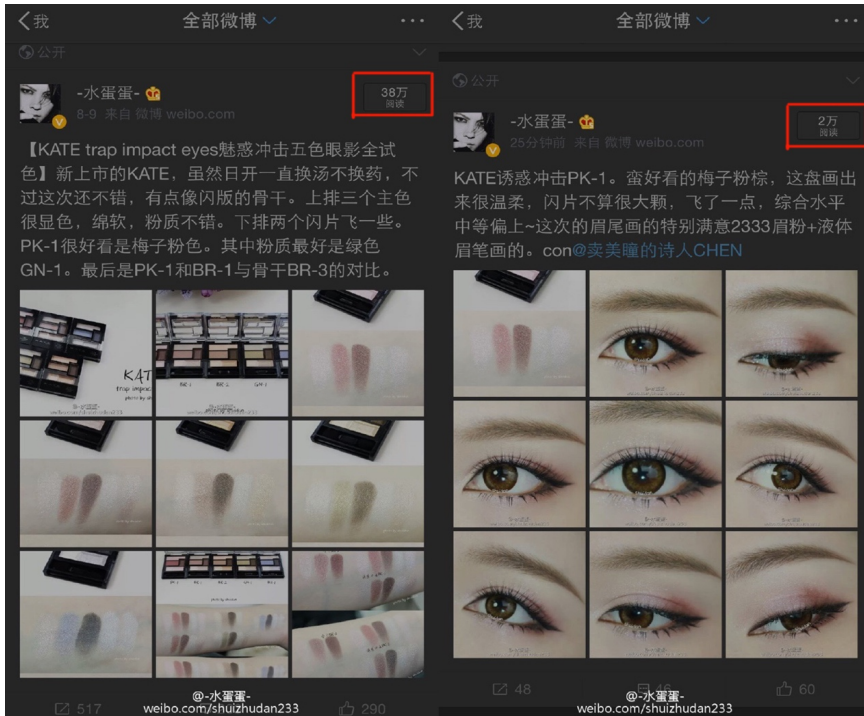 我
全部微博
公开
-水蛋蛋-
8-9 来自 微博 weibo.com
38万
阅读
【KATE trap impact eyes魅惑冲击五色眼影全试
色】新上市的KATE，虽然日开一直换汤不换药，不
过这次还不错，有点像闪版的骨干。上排三个主色
很显色，绵软，粉质不错。下排两个闪片飞一些。
PK-1很好看是梅子粉色。其中粉质最好是绿色
GN-1。最后是PK-1和BR-1与骨干BR-3的对比。
KAT
trap impac
517
290
@-水蛋蛋-
weibo.com/shuizhudan233
我
全部微博
公开
-水蛋蛋-
25分钟前 来自 微博 weibo.com
2万
阅读
KATE诱惑冲击PK-1。蛮好看的梅子粉棕，这盘画出
来很温柔，闪片不算很大颗，飞了一点，综合水平
中等偏上~这次的眉尾画的特别满意2333眉粉+液体
眉笔画的。con@卖美瞳的诗人CHEN
48
46
60
@-水蛋蛋-
weibo.com/shuizhudan233